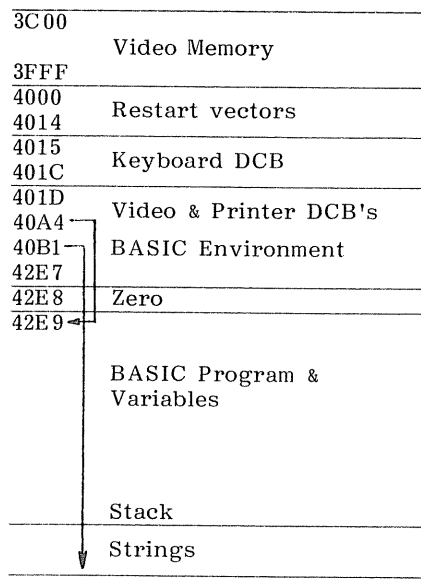 3C00
Video Memory
3FFF
4000
Restart vectors
4014
4015
Keyboard DCB
401C
401D
Video & Printer DCB's
40A4
40B1 BASIC Environment
42E7
42E8 Zero
42E9
BASIC Program &
Variables
Stack
Strings